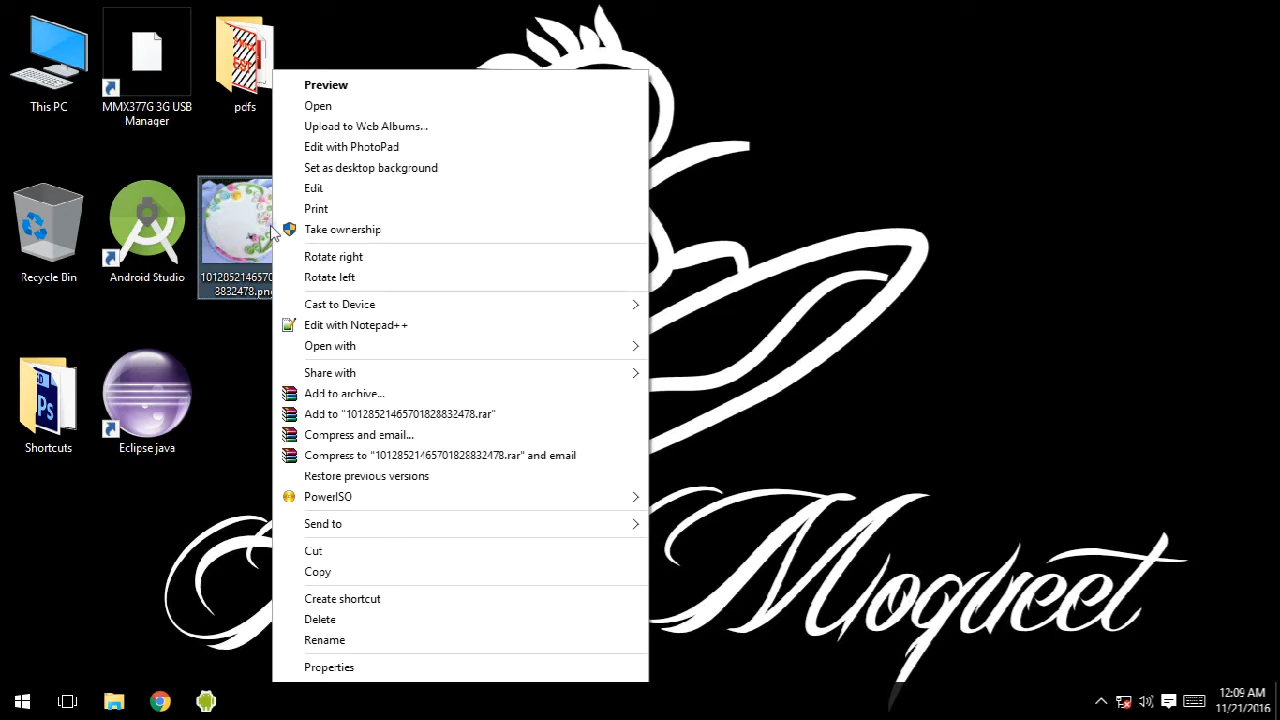 This PC
MMX377G 3G USB
Manager
pdfs
Recycle Bin
Android Studio
8832478.png
Shortcuts
Eclipse java
Preview
Open
Upload to Web Albums...
Edit with PhotoPad
Set as desktop background
Edit
Print
Take ownership
Rotate right
Rotate left
Cast to Device
Edit with Notepad++
Open with
Share with
Add to archive...
Add to "10128521465701828832478.rar"
Compress and email...
Compress to "10128521465701828832478.rar" and email
Restore previous versions
PowerISO
Send to
Cut
Copy
Create shortcut
Delete
Rename
Properties
Moqueet
12:09 AM
11/21/2016